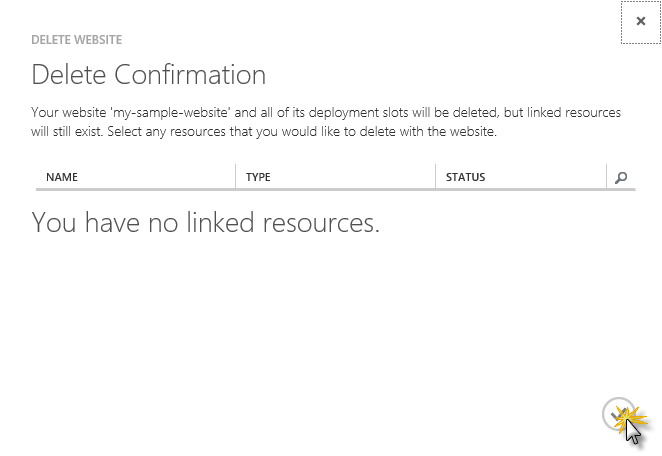 DELETE WEBSITE
Delete Confirmation
Your website 'my-sample-website' and all of its deployment slots will be deleted, but linked resources
will still exist. Select any resources that you would like to delete with the website.
NAME TYPE STATUS
You have no linked resources.